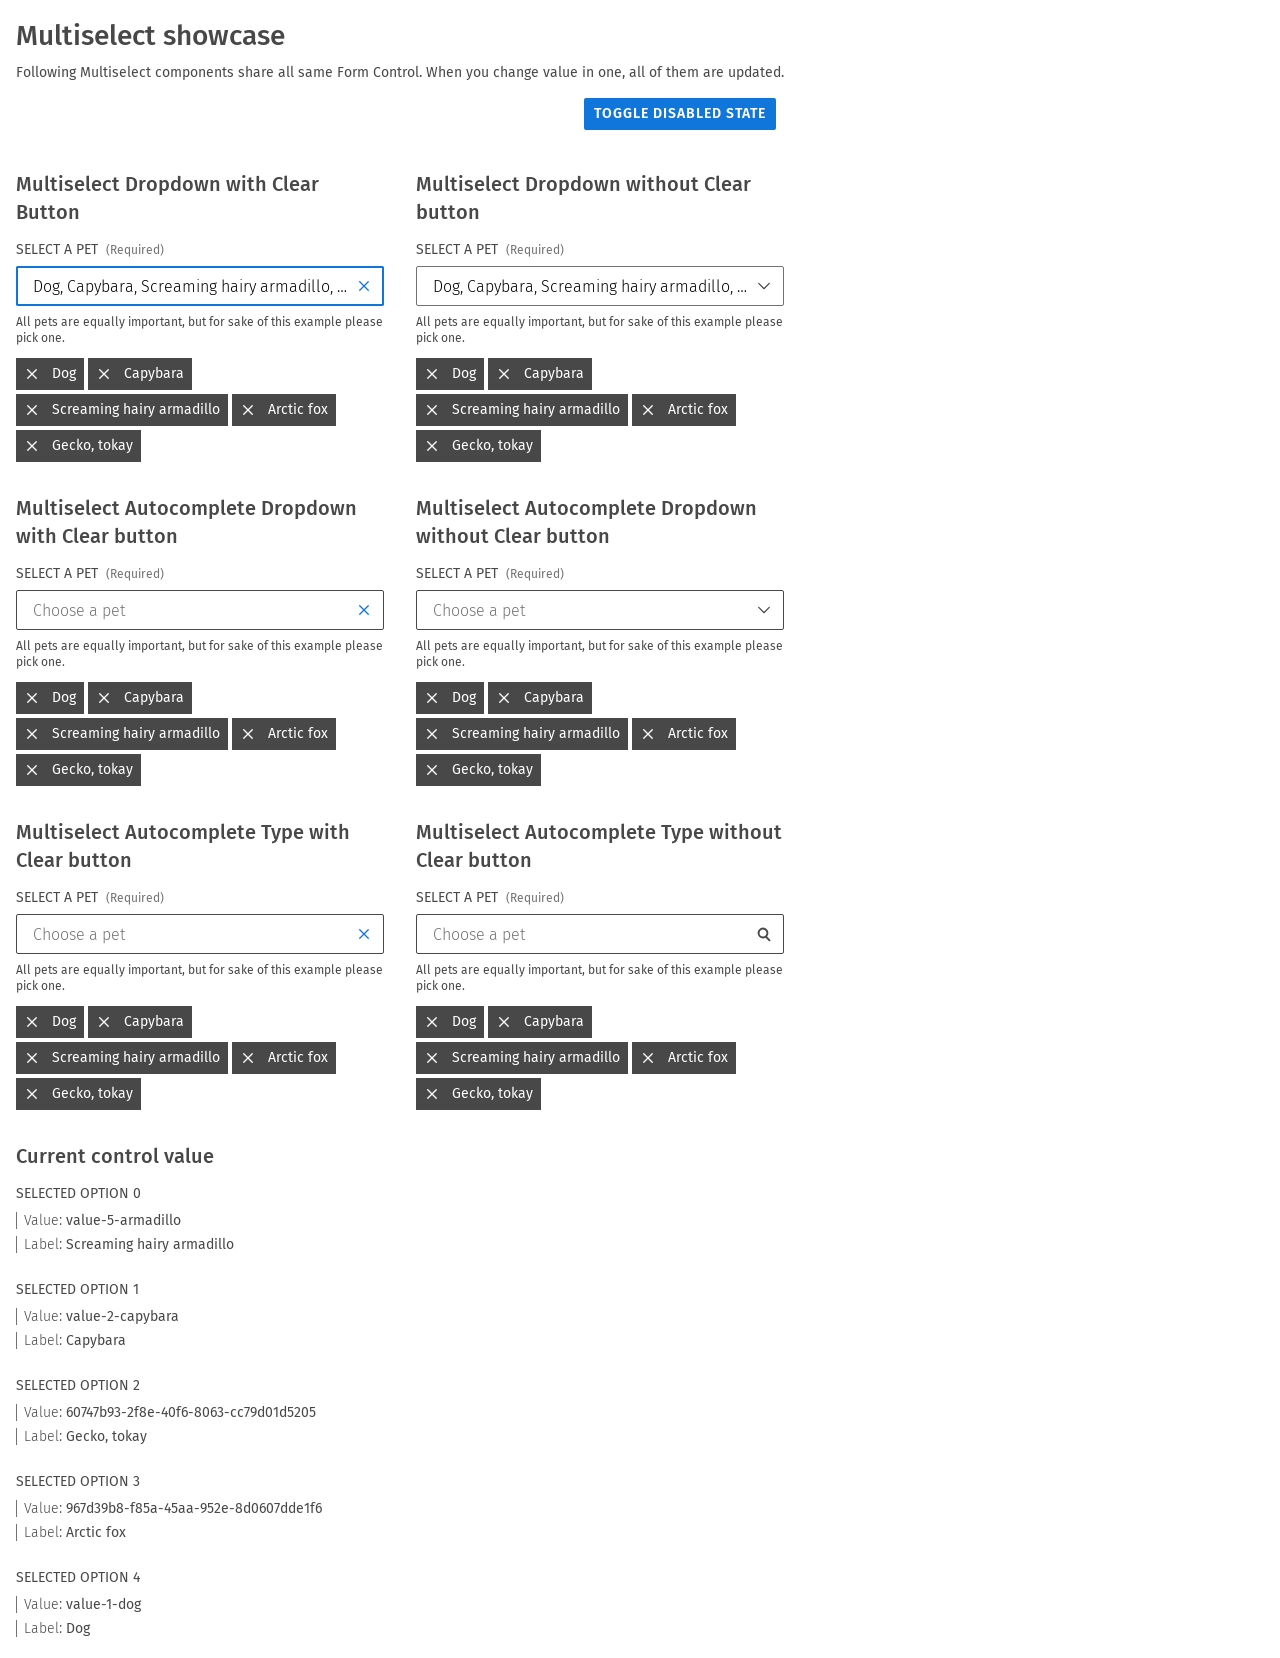 Multiselect showcase
Following Multiselect components share all same Form Control. When you change value in one, all of them are updated.
TOGGLE DISABLED STATE
Multiselect Dropdown with Clear
Button
SELECT A PET (Required)
Dog, Capybara, Screaming hairy armadillo, ...
All pets are equally important, but for sake of this example please
pick one.
Dog Capybara
Screaming hairy armadillo Arctic fox
Gecko, tokay
Multiselect Dropdown without Clear
button
SELECT A PET (Required)
Dog, Capybara, Screaming hairy armadillo, ...
All pets are equally important, but for sake of this example please
pick one.
Dog Capybara
Screaming hairy armadillo Arctic fox
Gecko, tokay
Multiselect Autocomplete Dropdown
with Clear button
SELECT A PET (Required)
Choose a pet
All pets are equally important, but for sake of this example please
pick one.
Dog Capybara
Screaming hairy armadillo Arctic fox
Gecko, tokay
Multiselect Autocomplete Dropdown
without Clear button
SELECT A PET (Required)
Choose a pet
All pets are equally important, but for sake of this example please
pick one.
Dog Capybara
Screaming hairy armadillo Arctic fox
Gecko, tokay
Multiselect Autocomplete Type with
Clear button
SELECT A PET (Required)
Choose a pet
All pets are equally important, but for sake of this example please
pick one.
Dog Capybara
Screaming hairy armadillo Arctic fox
Gecko, tokay
Multiselect Autocomplete Type without
Clear button
SELECT A PET (Required)
Choose a pet
All pets are equally important, but for sake of this example please
pick one.
Dog Capybara
Screaming hairy armadillo Arctic fox
Gecko, tokay
Current control value
SELECTED OPTION 0
Value: value-5-armadillo
Label: Screaming hairy armadillo
SELECTED OPTION 1
Value: value-2-capybara
Label: Capybara
SELECTED OPTION 2
Value: 60747b93-2f8e-40f6-8063-cc79d01d5205
Label: Gecko, tokay
SELECTED OPTION 3
Value: 967d39b8-f85a-45aa-952e-8d0607dde1f6
Label: Arctic fox
SELECTED OPTION 4
Value: value-1-dog
Label: Dog